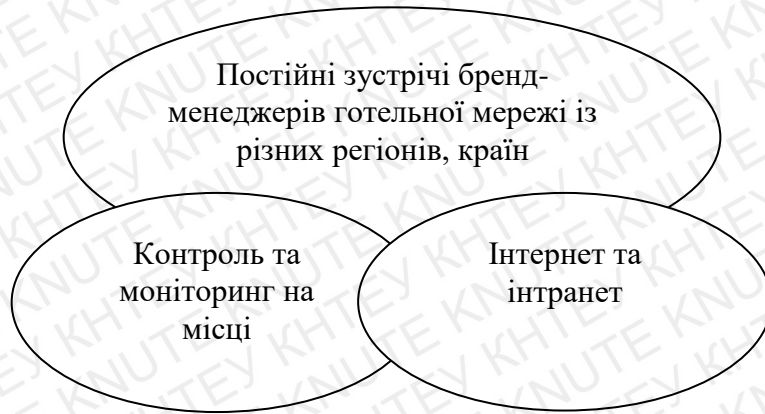 Постійні зустрічі бренд-
менеджерів готельної мережі із
різних регіонів, країн
Контроль та
моніторинг на
місці
Інтернет та
інтранет